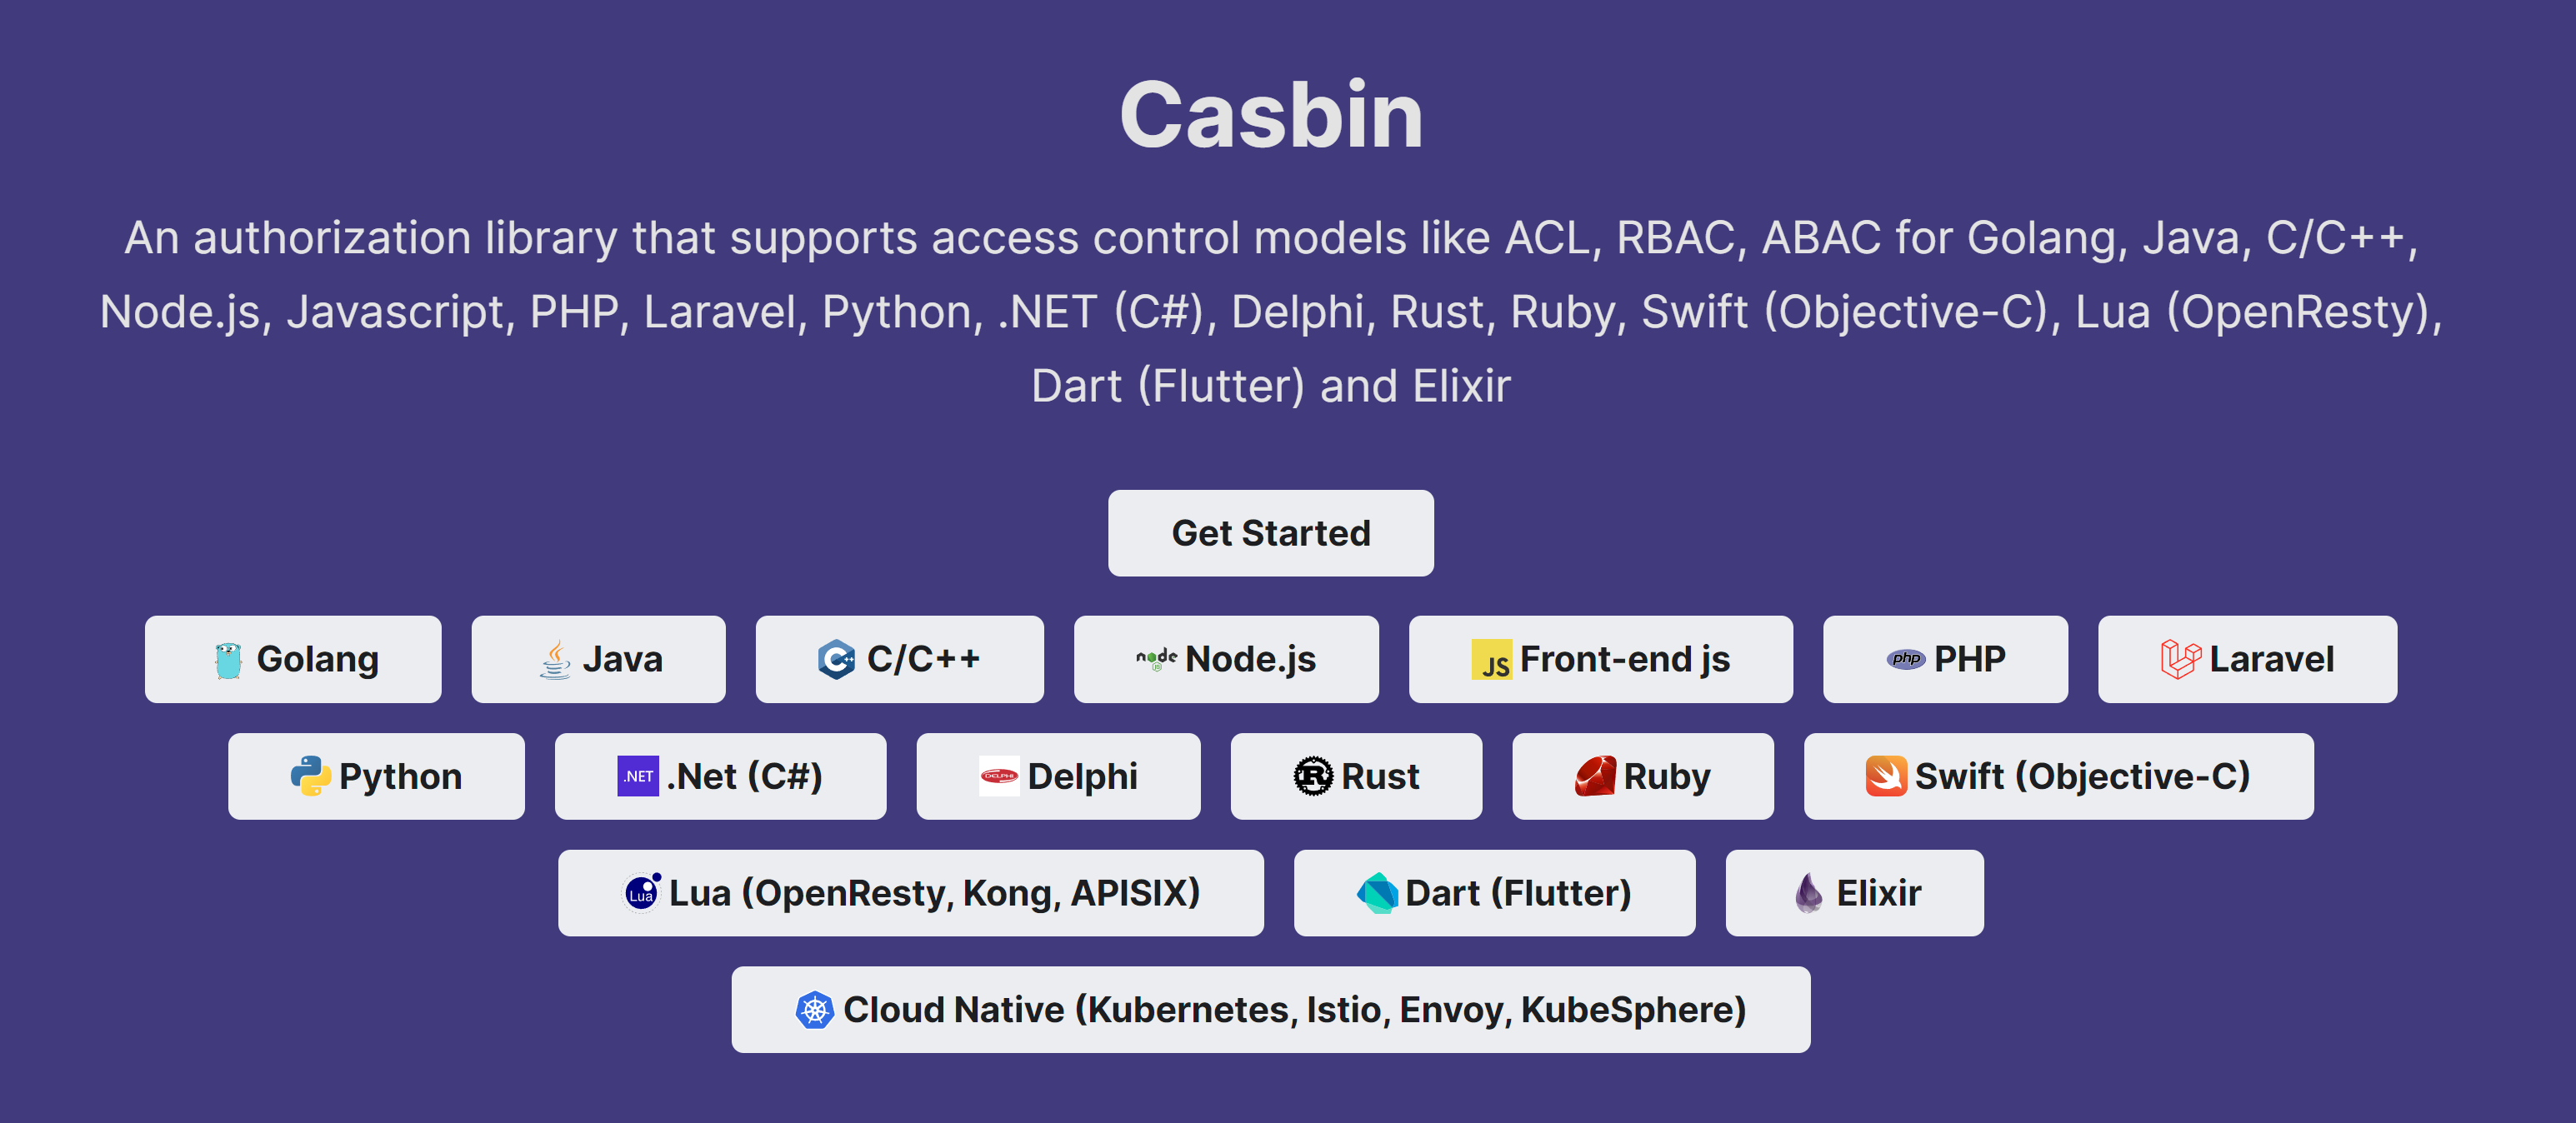 Casbin
An authorization library that supports access control models like ACL, RBAC, ABAC for Golang, Java, C/C++,
Node.js, Javascript, PHP, Laravel, Python, .NET (C#), Delphi, Rust, Ruby, Swift (Objective-C), Lua (OpenResty),
Dart (Flutter) and Elixir
Get Started
Golang
Java
C++ C/C++
node JS Node.js
JS Front-end js
php PHP
Laravel
Python
.NET .Net (C#)
DELPHI Delphi
R Rust
Ruby
Swift (Objective-C)
Lua Lua (OpenResty, Kong, APISIX)
Dart (Flutter)
Elixir
Cloud Native (Kubernetes, Istio, Envoy, KubeSphere)